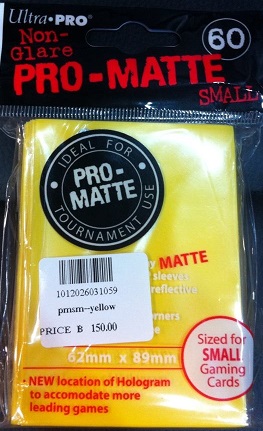 Ultra·PRO
60
Non-
Glare
PRO-MATTE
SMALL
IDEAL FOR
PRO-
MATTE
TOURNAMENT USE
MATTE
sleeves
reflective
1012026031059
pmsm--yellow
PRICE B 150.00
62mm x 89mm
Sized for
SMALL
Gaming
Cards
-NEW location of Hologram
to accomodate more
leading games